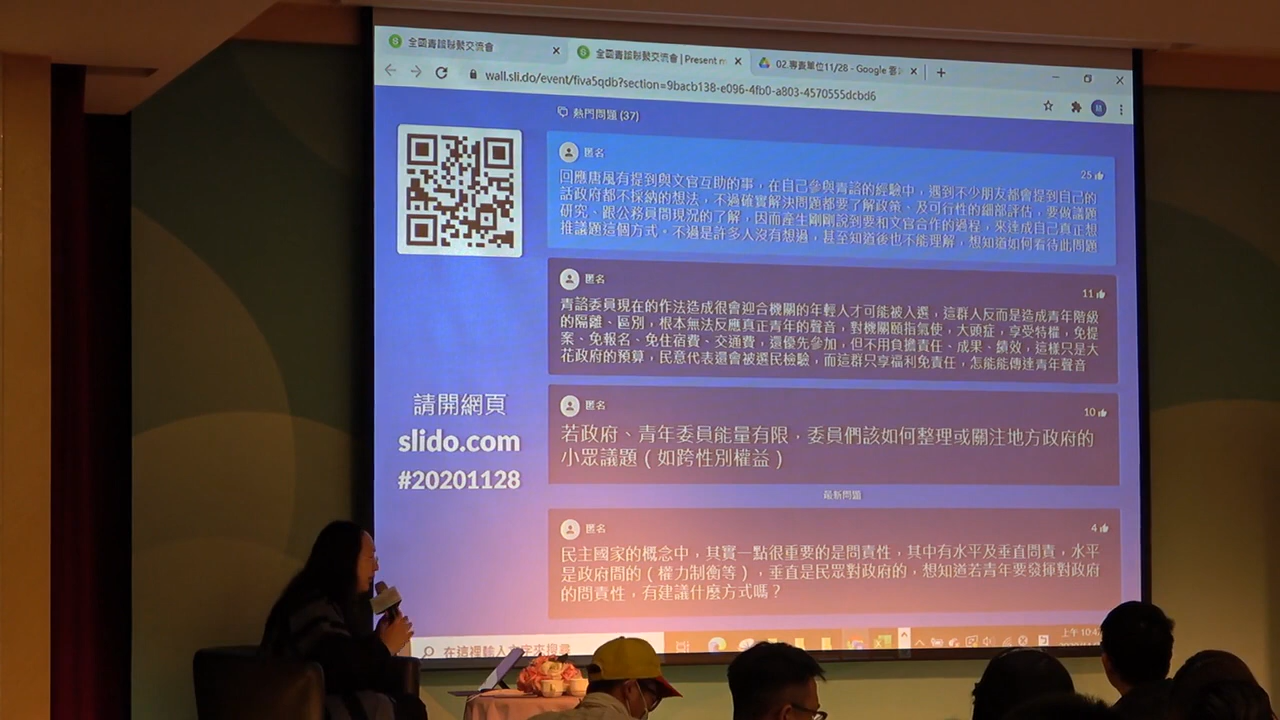 全國青諮聯繫交流會
全國青諮聯繫交流會 | Present m
02.專責單位11/28 - Google 雲
wall.sli.do/event/fiva5qdb?section=9bacb138-e096-4fb0-a803-4570555dcbd6
熱門問題 (37)
匿名
25
回應唐風有提到與文官互助的事，在自己參與青諮的經驗中，遇到不少朋友都會提到自己的
話政府都不採納的想法，不過確實解決問題都要了解政策、及可行性的細部評估，要做議題
研究、跟公務員間現況的了解，因而產生剛剛說到要和文官合作的過程，來達成自己真正想
推議題這個方式。不過是許多人沒有想過，甚至知道後也不能理解，想知道如何看待此問題
匿名
11
青諮委員現在的作法造成很會迎合機關的年輕人才可能被入選，這群人反而是造成青年階級
的隔離、區別，根本無法反應真正青年的聲音，對機關頤指氣使，大頭症，享受特權，免提
案、免報名、免住宿費、交通費，還優先參加，但不用負擔責任、成果、績效，這樣只是大
花政府的預算，民意代表還會被選民檢驗，而這群只享福利免責任，怎能能傳達青年聲音
匿名
10
若政府、青年委員能量有限，委員們該如何整理或關注地方政府的
小眾議題（如跨性別權益）
最新問題
匿名
4
民主國家的概念中，其實一點很重要的是問責性，其中有水平及垂直問責，水平
是政府間的（權力制衡等），垂直是民眾對政府的，想知道若青年要發揮對政府
的問責性，有建議什麼方式嗎？
請開網頁
slido.com
#20201128
在這裡輸入文字來搜尋
上午 10:4